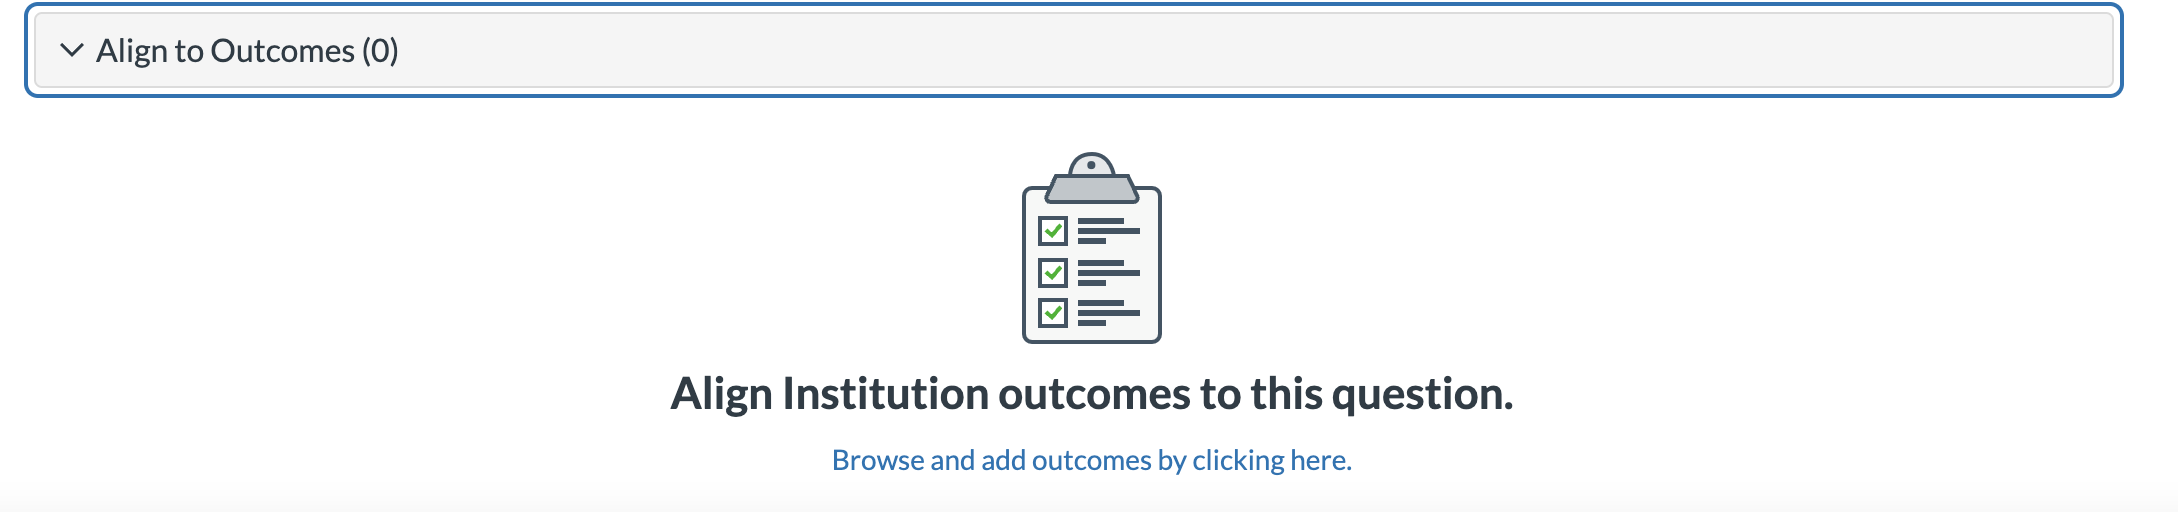 Align to Outcomes (0)
Align Institution outcomes to this question.
Browse and add outcomes by clicking here.